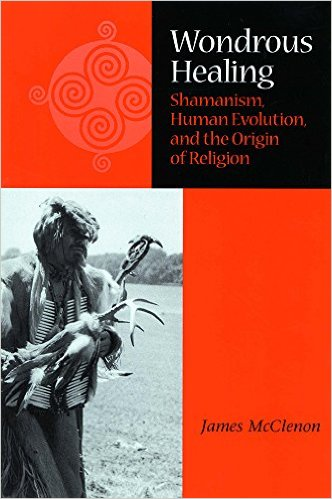 Wondrous
Healing
Shamanism,
Human Evolution,
and the Origin
of Religion
James McClenon